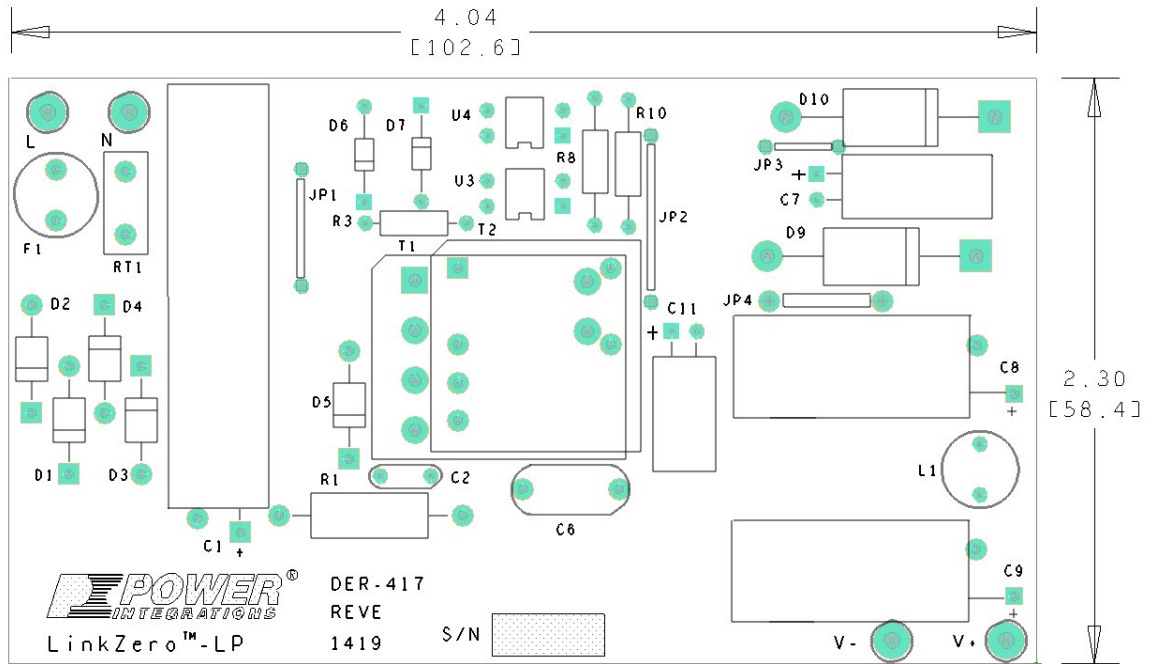 4.04
[102.6]
D10
D6
D7
U4
R10
L
N
R8
JP3
+
U3
JP1
C7
R3
T2
JP2
F1
T1
D9
RT1
D2
D4
JP4
+
C11
C8
2.30
[58.4]
D5
+
D1
D3
R1
C2
L1
C6
C1
+
C9
POWER®
INTEGRATIONS
DER-417
REVE
+
LinkZero™-LP
1419
S/N
V-
V+